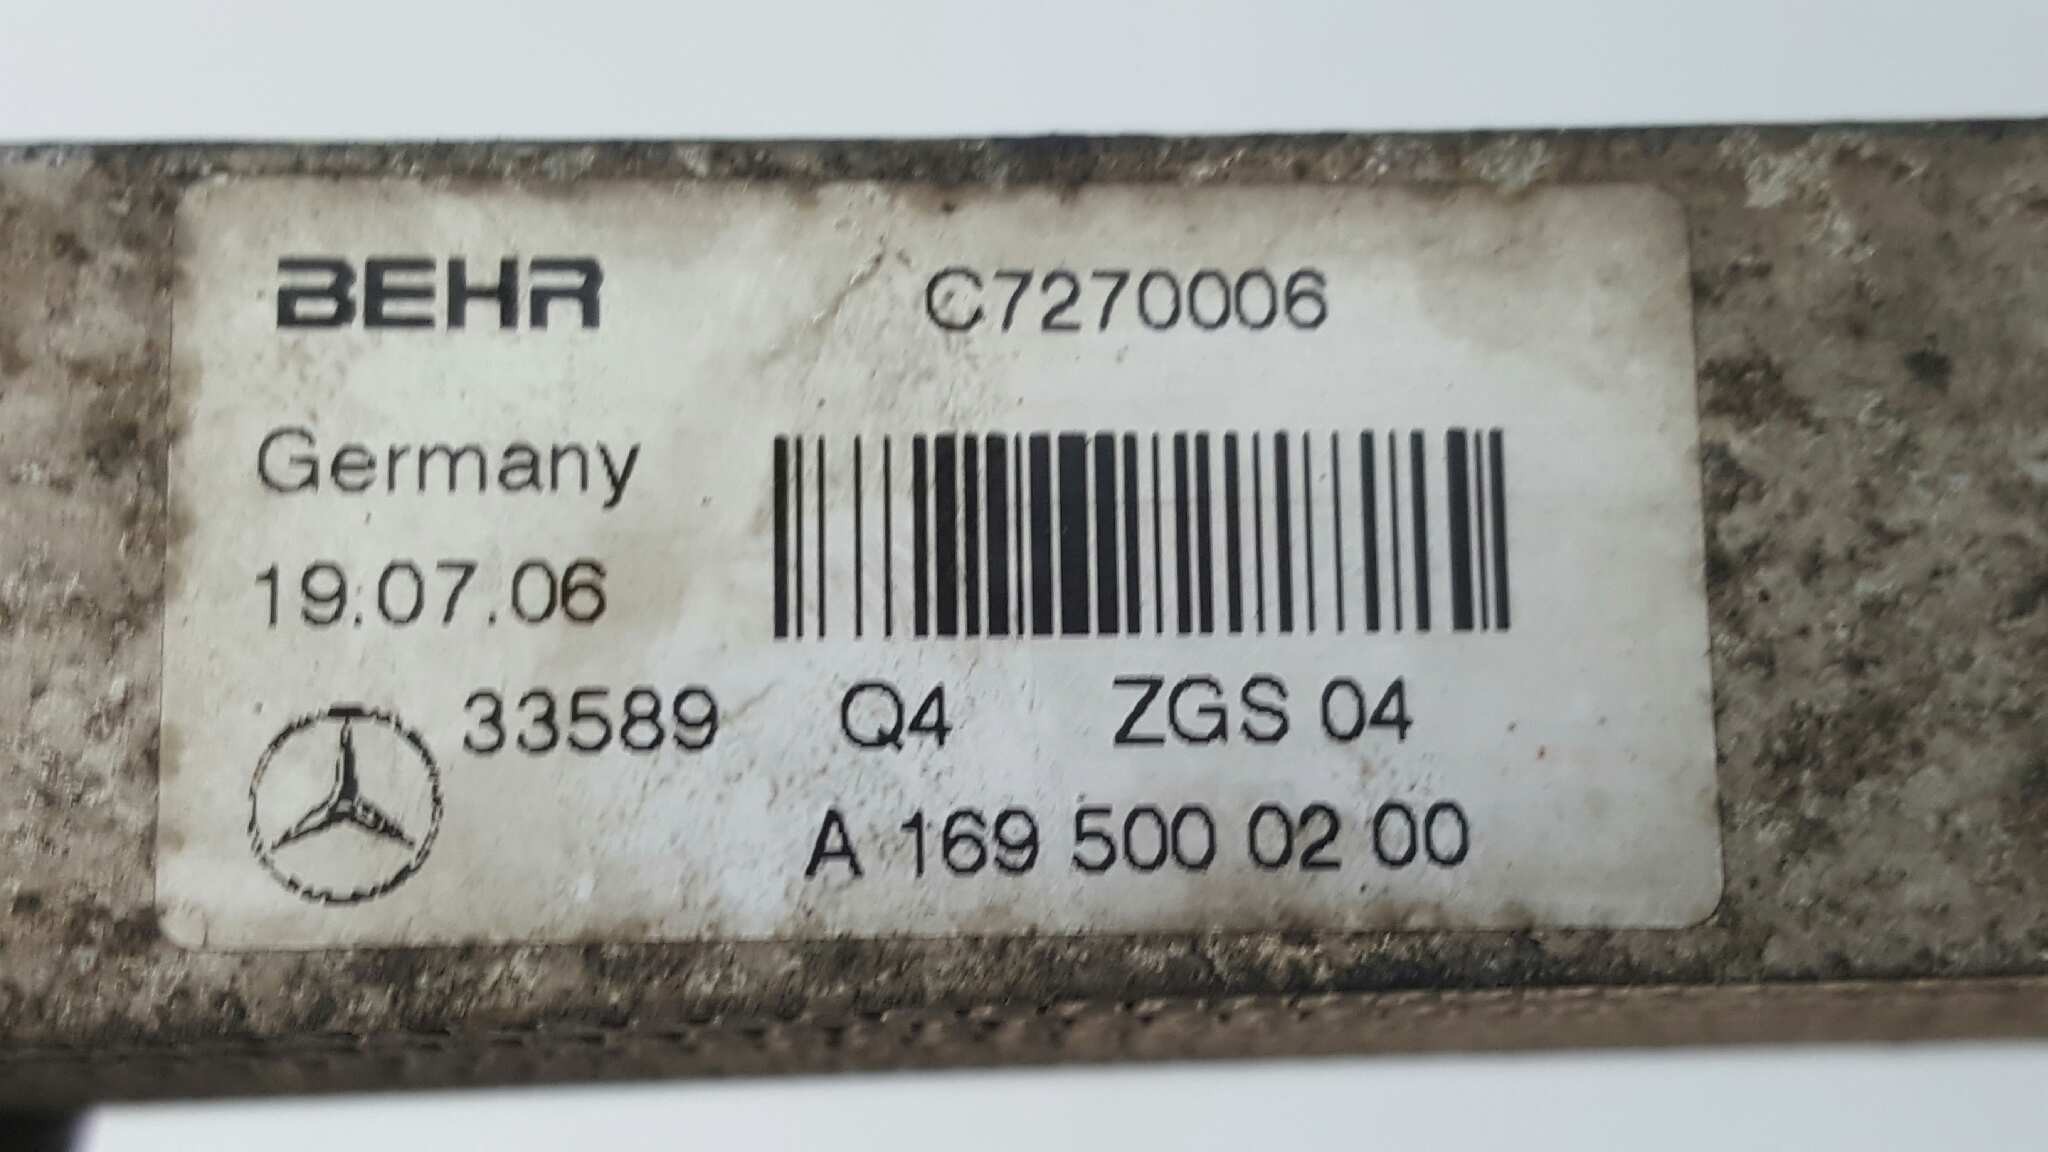 BEHR C7270006
Germany
19.07.06
33589 Q4 ZGS 04
A 169 500 02 00